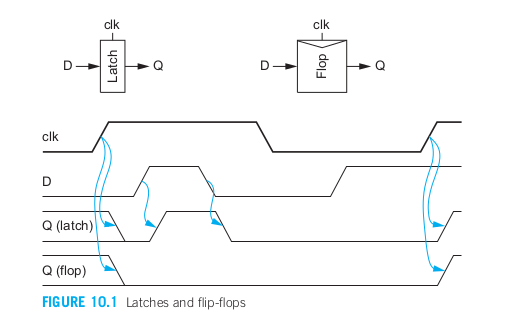 clk clk
D Latch Q D Flop Q
clk
D
Q (latch)
Q (flop)
FIGURE 10.1 Latches and flip-flops